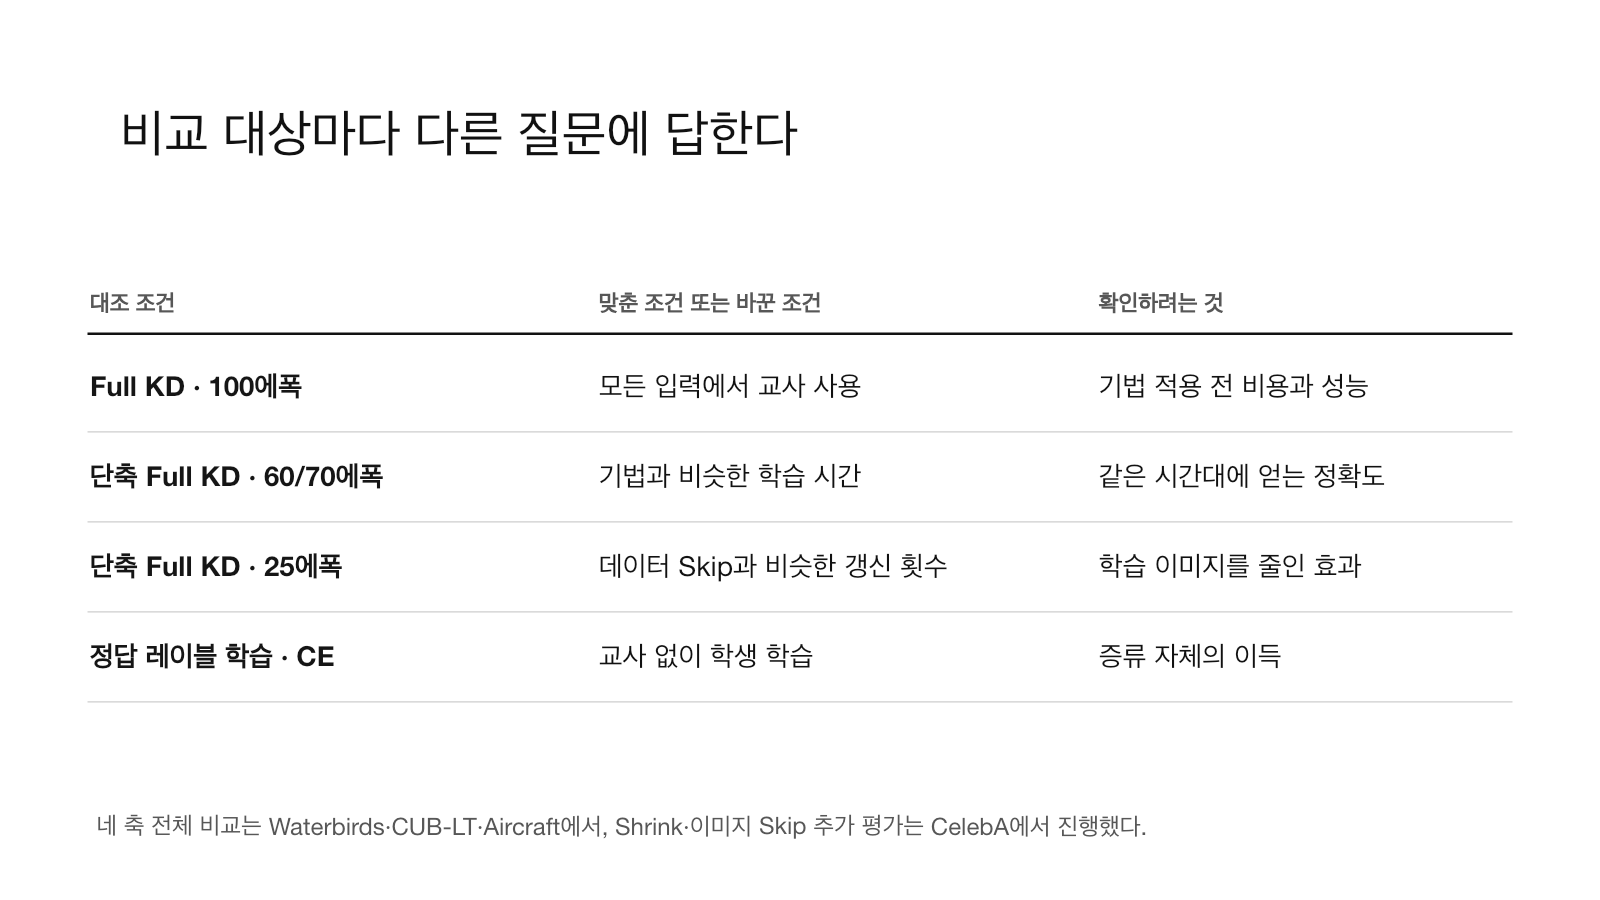 비교 대상마다 다른 질문에 답한다
대조 조건 맞춘 조건 또는 바꾼 조건 확인하려는 것
Full KD · 100에폭 모든 입력에서 교사 사용 기법 적용 전 비용과 성능
단축 Full KD · 60/70에폭 기법과 비슷한 학습 시간 같은 시간대에 얻는 정확도
단축 Full KD · 25에폭 데이터 Skip과 비슷한 갱신 횟수 학습 이미지를 줄인 효과
정답 레이블 학습 · CE 교사 없이 학생 학습 증류 자체의 이득
네 축 전체 비교는 Waterbirds·CUB-LT·Aircraft에서, Shrink·이미지 Skip 추가 평가는 CelebA에서 진행했다.